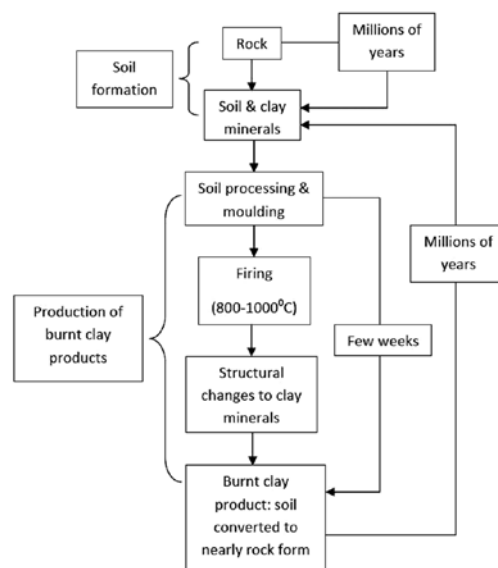 Rock
Millions of
years
Soil
formation
Soil & clay
minerals
Soil processing &
moulding
Firing
(800-1000⁰C)
Millions of
years
Production of
burnt clay
products
Few weeks
Structural
changes to clay
minerals
Burnt clay
product: soil
converted to
nearly rock form